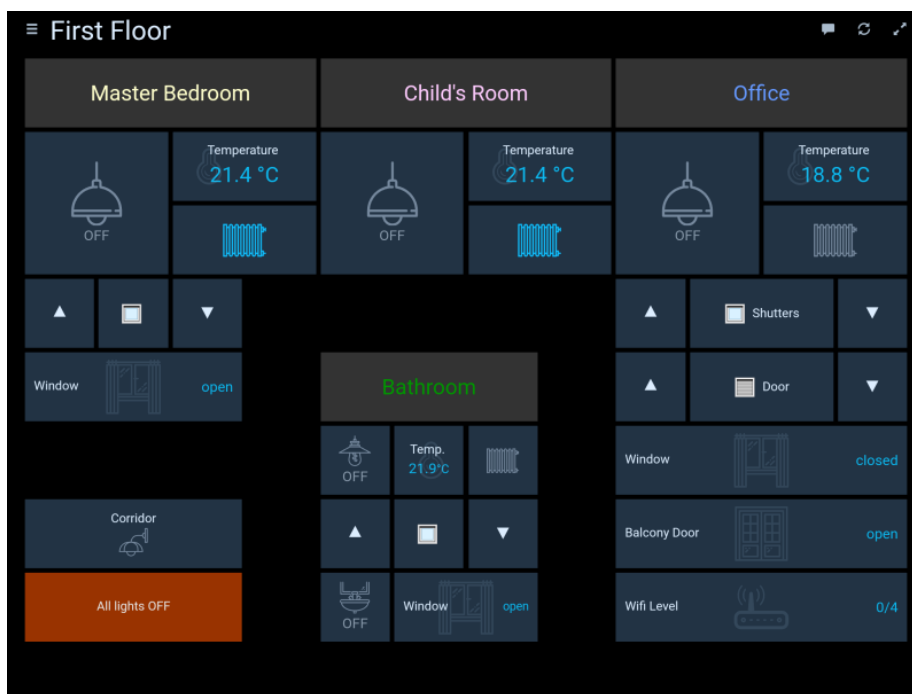 First Floor
Master Bedroom
Child's Room
Office
Temperature
21.4 °C
OFF
Temperature
21.4 °C
OFF
Temperature
18.8 °C
OFF
Shutters
Window
open
Bathroom
Door
Temp.
21.9°C
OFF
Window
closed
Corridor
Balcony Door
open
All lights OFF
OFF
Window
open
Wifi Level
0/4